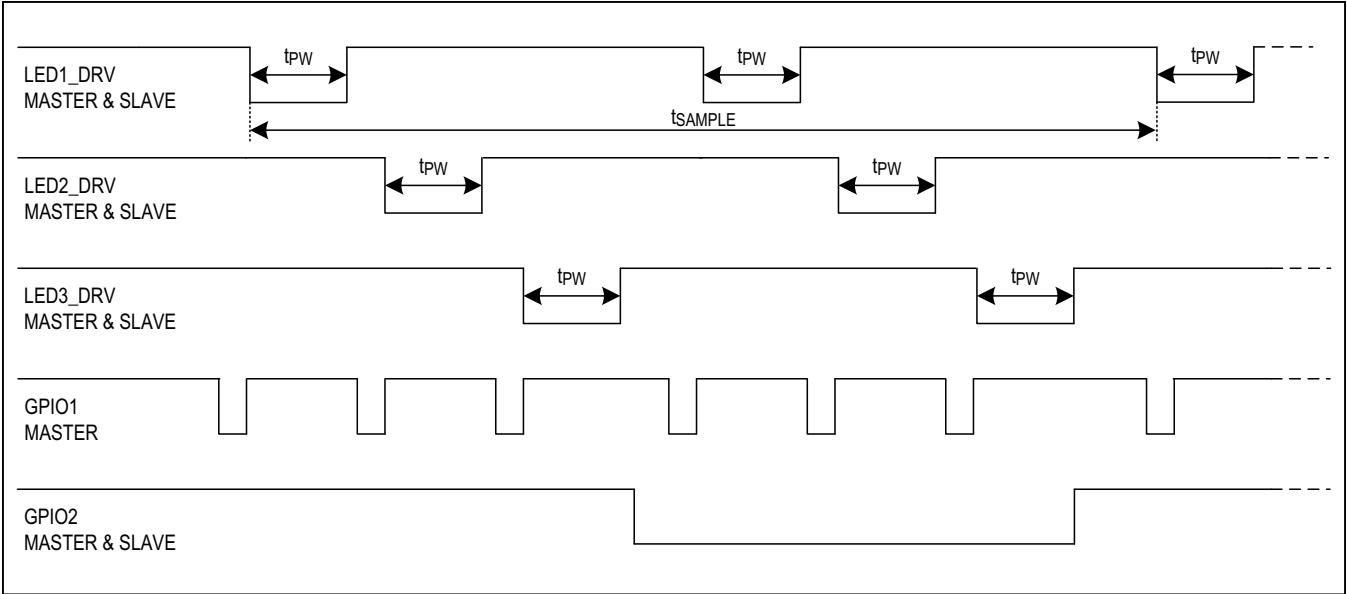 tPW
tPW
tPW
LED1_DRV
MASTER & SLAVE
tSAMPLE
tPW
tPW
LED2_DRV
MASTER & SLAVE
tPW
tPW
LED3_DRV
MASTER & SLAVE
GPIO1
MASTER
GPIO2
MASTER & SLAVE